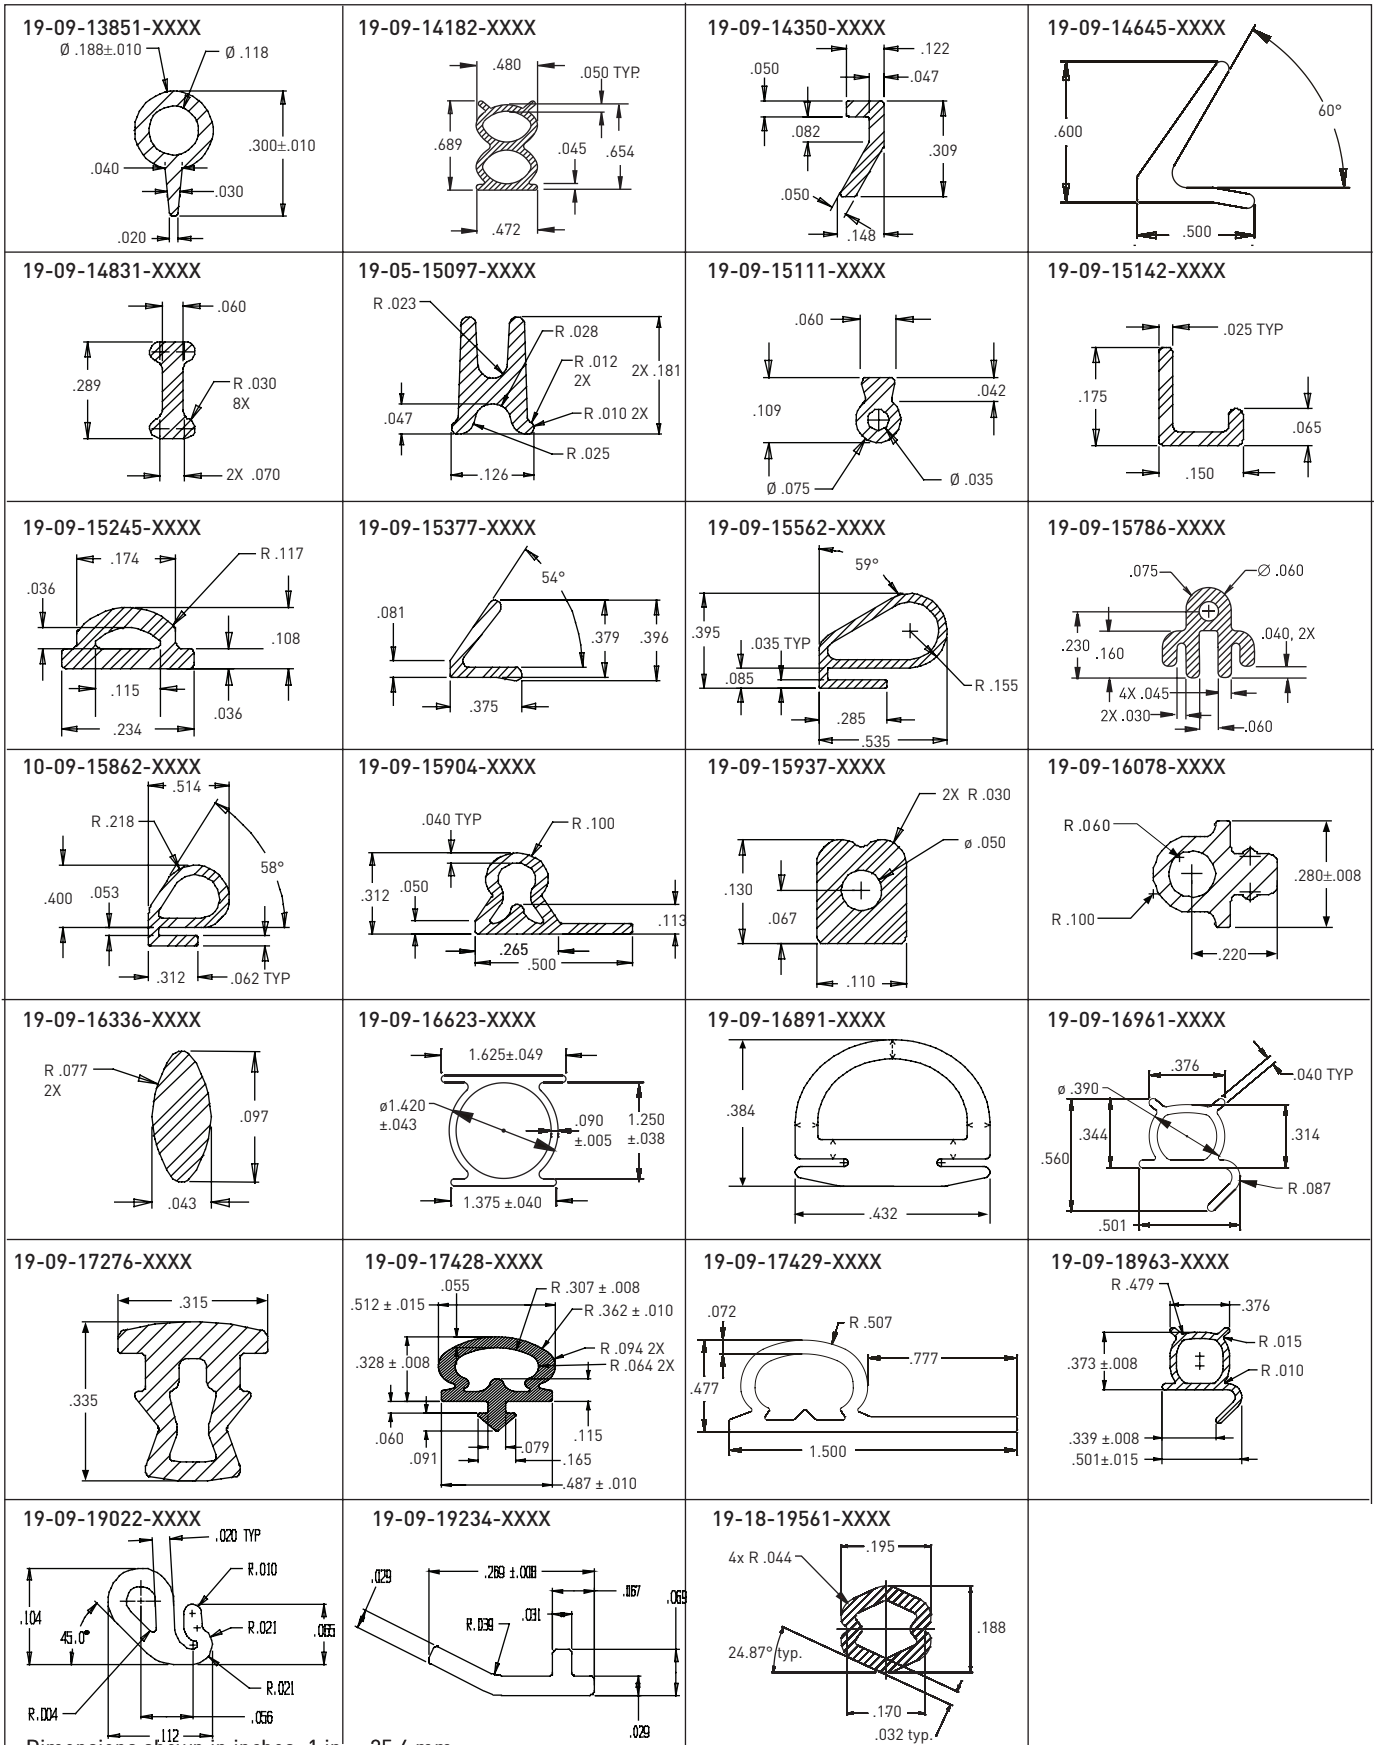 19-09-13851-XXXX
Ø .188±.010
Ø .118
.300±.010
.040
.030
.020
19-09-14182-XXXX
.480
.050 TYP.
.689
.045
.654
.472
19-09-14350-XXXX
.122
.050
.047
.082
.309
.050
.148
19-09-14645-XXXX
.600
60°
.500
19-09-14831-XXXX
.060
.289
R .030
8X
2X .070
19-05-15097-XXXX
R .023
R .028
R .012
2X
2X .181
.047
R .010 2X
R .025
.126
19-09-15111-XXXX
.060
.042
.109
Ø .075
Ø .035
19-09-15142-XXXX
.025 TYP
.175
.065
.150
19-09-15245-XXXX
.174
R .117
.036
.108
.115
.036
.234
19-09-15377-XXXX
54°
.081
.379
.396
.375
19-09-15562-XXXX
59°
.395
.035 TYP
.085
R .155
.285
.535
19-09-15786-XXXX
.075
Ø .060
.230
.160
.040, 2X
4X .045
2X .030
.060
10-09-15862-XXXX
.514
R .218
58°
.400
.053
.312
.062 TYP
19-09-15904-XXXX
.040 TYP
R .100
.312
.050
.113
.265
.500
19-09-15937-XXXX
2X R .030
ø .050
.130
.067
.110
19-09-16078-XXXX
R .060
.280±.008
R .100
.220
19-09-16336-XXXX
R .077
2X
.097
.043
19-09-16623-XXXX
1.625±.049
ø1.420
±.043
.090
±.005
1.250
±.038
1.375 ±.040
19-09-16891-XXXX
.384
.432
19-09-16961-XXXX
.376
.040 TYP
ø .390
.344
.314
.560
R .087
.501
19-09-17276-XXXX
.315
.335
19-09-17428-XXXX
.055
R .307 ± .008
.512 ± .015
R .362 ± .010
R .094 2X
.328 ± .008
R .064 2X
.060
.115
.091
.079
.165
.487 ± .010
19-09-17429-XXXX
.072
R .507
.777
.477
1.500
19-09-18963-XXXX
R .479
.376
R .015
.373 ±.008
R .010
.339 ±.008
.501±.015
19-09-19022-XXXX
.020 TYP
R.010
.104
45.0°
R.021
R.021
R.004
.056
.112
19-09-19234-XXXX
.029
.269 ±.008
.031
R.039
.029
19-18-19561-XXXX
4x R .044
.195
.188
24.87° typ.
.170
.032 typ.